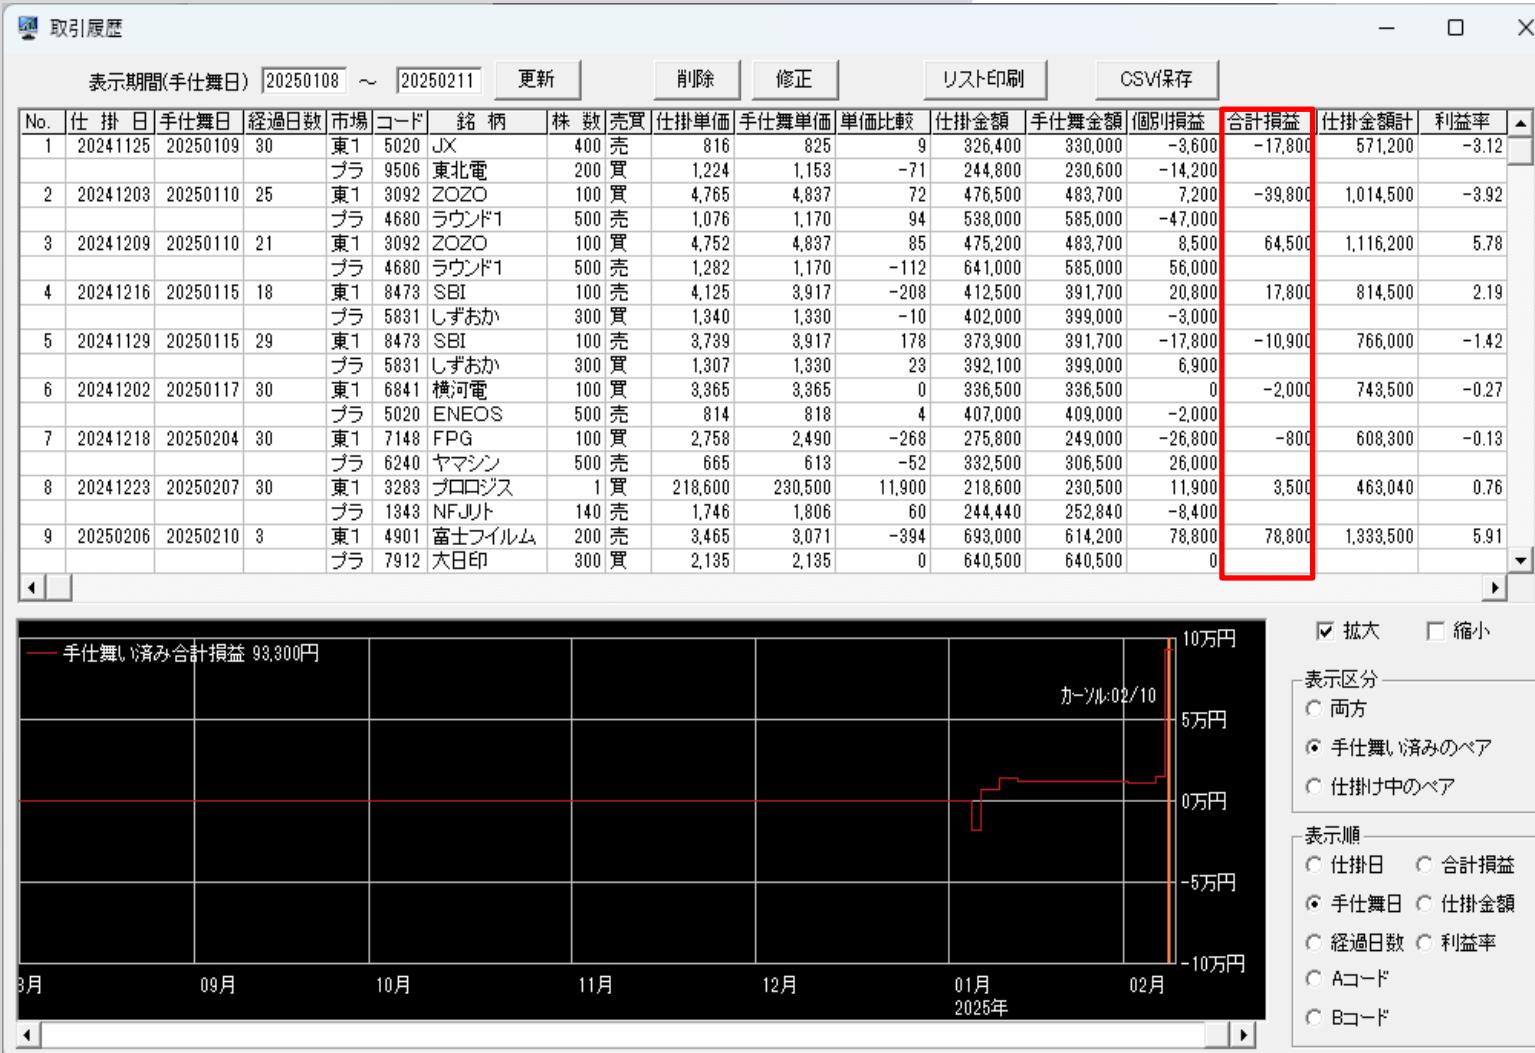 取引履歴
表示期間(手仕舞日) 20250108 ～ 20250211 更新 削除 修正 リスト印刷 CSV保存
No. 仕 掛 日 手仕舞日 経過日数 市場 コード 銘 柄 株 数 売買 仕掛単価 手仕舞単価 単価比較 仕掛金額 手仕舞金額 個別損益 合計損益 仕掛金額計 利益率
1 20241125 20250109 30 東1 5020 JX 400 売 816 825 9 326,400 330,000 -3,600 -17,800 571,200 -3.12
プラ 9506 東北電 200 買 1,224 1,153 -71 244,800 230,600 -14,200
2 20241203 20250110 25 東1 3092 ZOZO 100 買 4,765 4,837 72 476,500 483,700 7,200 -39,800 1,014,500 -3.92
プラ 4680 ラウンド1 500 売 1,076 1,170 94 538,000 585,000 -47,000
3 20241209 20250110 21 東1 3092 ZOZO 100 買 4,752 4,837 85 475,200 483,700 8,500 64,500 1,116,200 5.78
プラ 4680 ラウンド1 500 売 1,282 1,170 -112 641,000 585,000 56,000
4 20241216 20250115 18 東1 8473 SBI 100 売 4,125 3,917 -208 412,500 391,700 20,800 17,800 814,500 2.19
プラ 5831 しずおか 300 買 1,340 1,330 -10 402,000 399,000 -3,000
5 20241129 20250115 29 東1 8473 SBI 100 売 3,739 3,917 178 373,900 391,700 -17,800 -10,900 766,000 -1.42
プラ 5831 しずおか 300 買 1,307 1,330 23 392,100 399,000 6,900
6 20241202 20250117 30 東1 6841 横河電 100 買 3,365 3,365 0 336,500 336,500 0 -2,000 743,500 -0.27
プラ 5020 ENEOS 500 売 814 818 4 407,000 409,000 -2,000
7 20241218 20250204 30 東1 7148 FPG 100 買 2,758 2,490 -268 275,800 249,000 -26,800 -800 608,300 -0.13
プラ 6240 ヤマシン 500 売 665 613 -52 332,500 306,500 26,000
8 20241223 20250207 30 東1 3283 プロロジス 1 買 218,600 230,500 11,900 218,600 230,500 11,900 3,500 463,040 0.76
プラ 1343 NFJリト 140 売 1,746 1,806 60 244,440 252,840 -8,400
9 20250206 20250210 3 東1 4901 富士フイルム 200 売 3,465 3,071 -394 693,000 614,200 78,800 78,800 1,333,500 5.91
プラ 7912 大日印 300 買 2,135 2,135 0 640,500 640,500 0
手仕舞い済み合計損益 93,300円
カーソル:02/10
10万円
5万円
0万円
-5万円
-10万円
8月 09月 10月 11月 12月 01月 02月
2025年
拡大 縮小
表示区分
両方
手仕舞い済みのペア
仕掛け中のペア
表示順
仕掛日 合計損益
手仕舞日 仕掛金額
経過日数 利益率
Aコード
Bコード